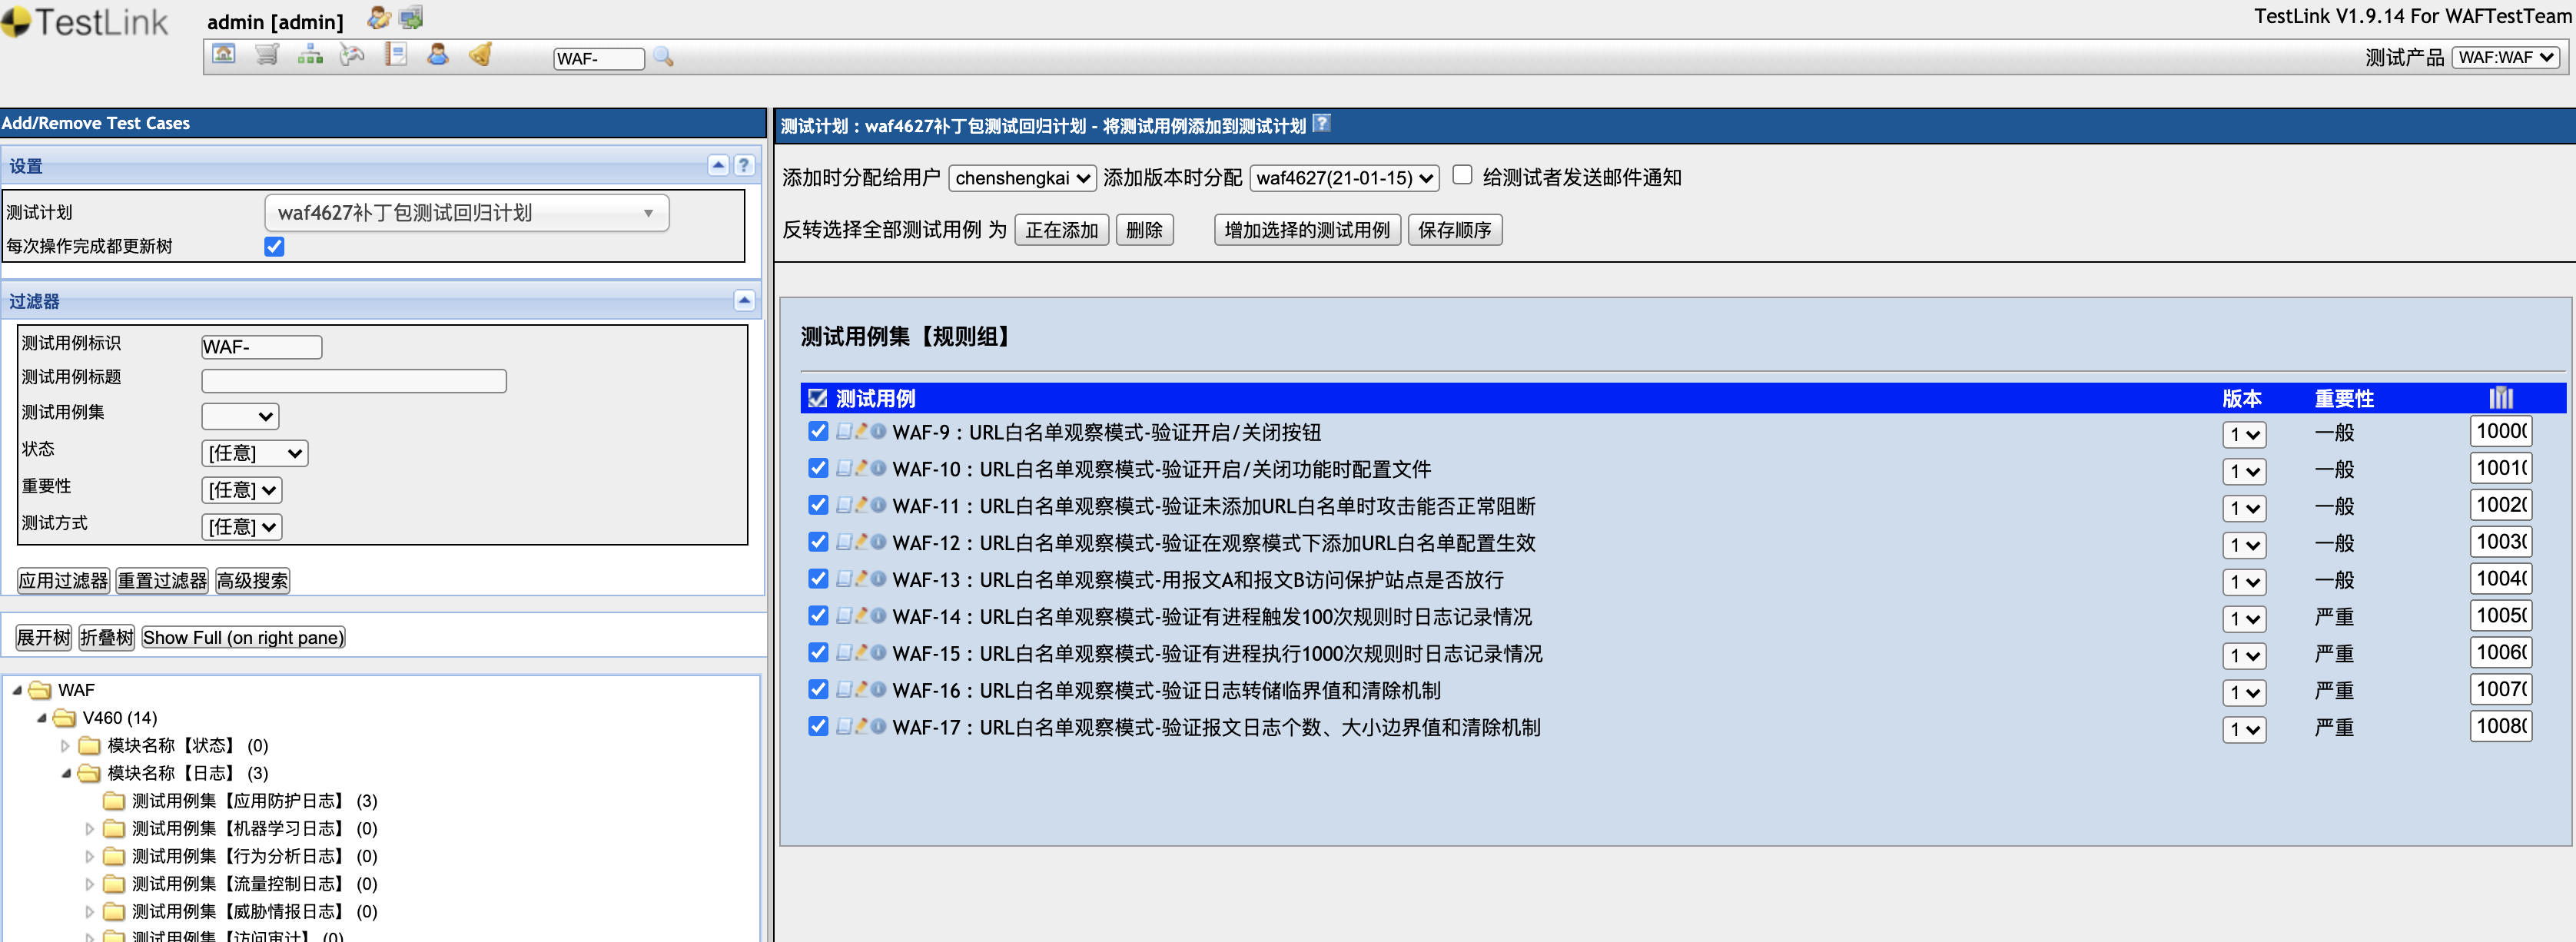 TestLink
admin [admin]
TestLink V1.9.14 For WAFTestTeam
WAF-
测试产品 WAF:WAF
Add/Remove Test Cases
设置
测试计划 waf4627补丁包测试回归计划
每次操作完成都更新树
过滤器
测试用例标识 WAF-
测试用例标题
测试用例集
状态 [任意]
重要性 [任意]
测试方式 [任意]
应用过滤器 重置过滤器 高级搜索
展开树 折叠树 Show Full (on right pane)
WAF
V460 (14)
模块名称【状态】 (0)
模块名称【日志】 (3)
测试用例集【应用防护日志】 (3)
测试用例集【机器学习日志】 (0)
测试用例集【行为分析日志】 (0)
测试用例集【流量控制日志】 (0)
测试用例集【威胁情报日志】 (0)
测试用例集【访问审计】 (0)
测试计划 : waf4627补丁包测试回归计划 - 将测试用例添加到测试计划 ?
添加时分配给用户 chenshengkai 添加版本时分配 waf4627(21-01-15) 给测试者发送邮件通知
反转选择全部测试用例 为 正在添加 删除 增加选择的测试用例 保存顺序
测试用例集【规则组】
测试用例 版本 重要性
WAF-9 : URL白名单观察模式-验证开启/关闭按钮 1 一般 1000
WAF-10 : URL白名单观察模式-验证开启/关闭功能时配置文件 1 一般 1001
WAF-11 : URL白名单观察模式-验证未添加URL白名单时攻击能否正常阻断 1 一般 1002
WAF-12 : URL白名单观察模式-验证在观察模式下添加URL白名单配置生效 1 一般 1003
WAF-13 : URL白名单观察模式-用报文A和报文B访问保护站点是否放行 1 一般 1004
WAF-14 : URL白名单观察模式-验证有进程触发100次规则时日志记录情况 1 严重 1005
WAF-15 : URL白名单观察模式-验证有进程执行1000次规则时日志记录情况 1 严重 1006
WAF-16 : URL白名单观察模式-验证日志转储临界值和清除机制 1 严重 1007
WAF-17 : URL白名单观察模式-验证报文日志个数、大小边界值和清除机制 1 严重 1008